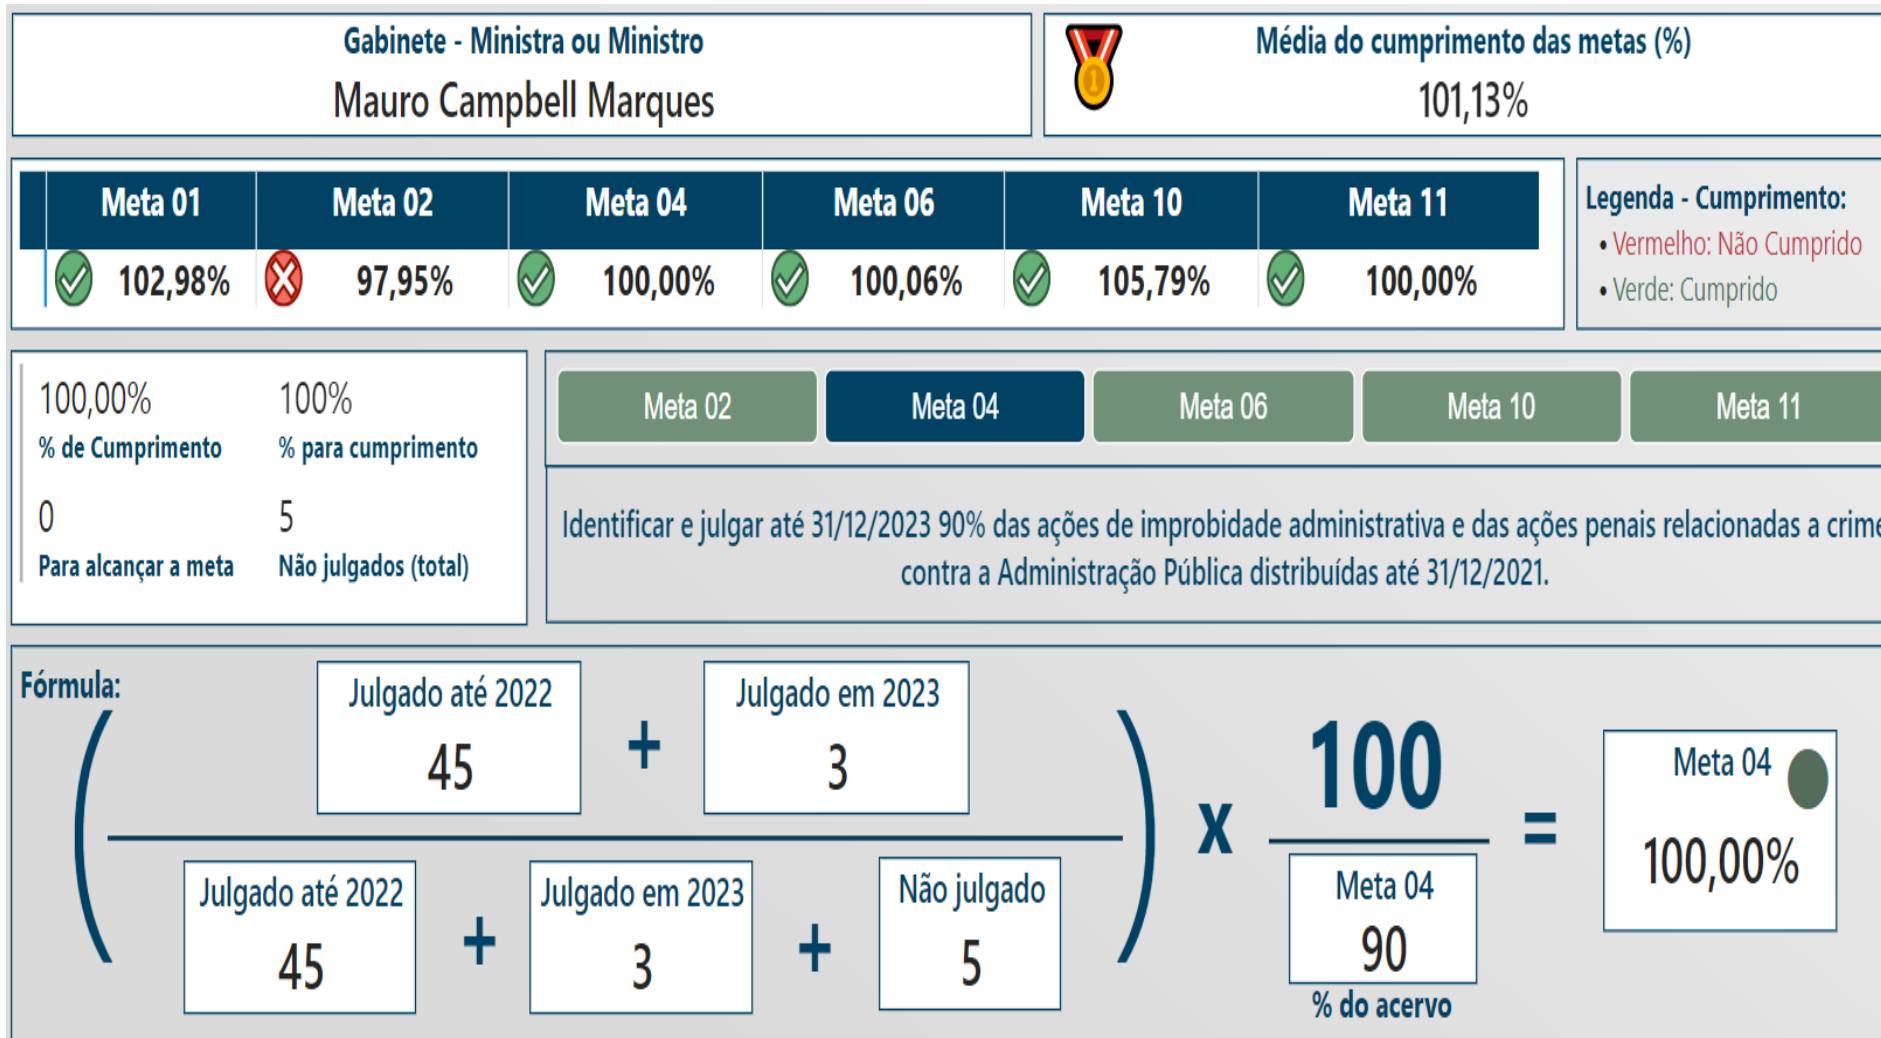 Gabinete - Ministra ou Ministro
Mauro Campbell Marques
Média do cumprimento das metas (%)
1
101,13%
Meta 01 Meta 02 Meta 04 Meta 06 Meta 10 Meta 11
102,98% 97,95% 100,00% 100,06% 105,79% 100,00%
Legenda - Cumprimento:
• Vermelho: Não Cumprido
• Verde: Cumprido
100,00% 100%
% de Cumprimento % para cumprimento
0 5
Para alcançar a meta Não julgados (total)
Meta 02 Meta 04 Meta 06 Meta 10 Meta 11
Identificar e julgar até 31/12/2023 90% das ações de improbidade administrativa e das ações penais relacionadas a crime
contra a Administração Pública distribuídas até 31/12/2021.
Fórmula:
Julgado até 2022 Julgado em 2023
45 + 3
Julgado até 2022 Julgado em 2023 Não julgado
45 + 3 + 5
x 100
Meta 04
90
% do acervo
=
Meta 04
100,00%